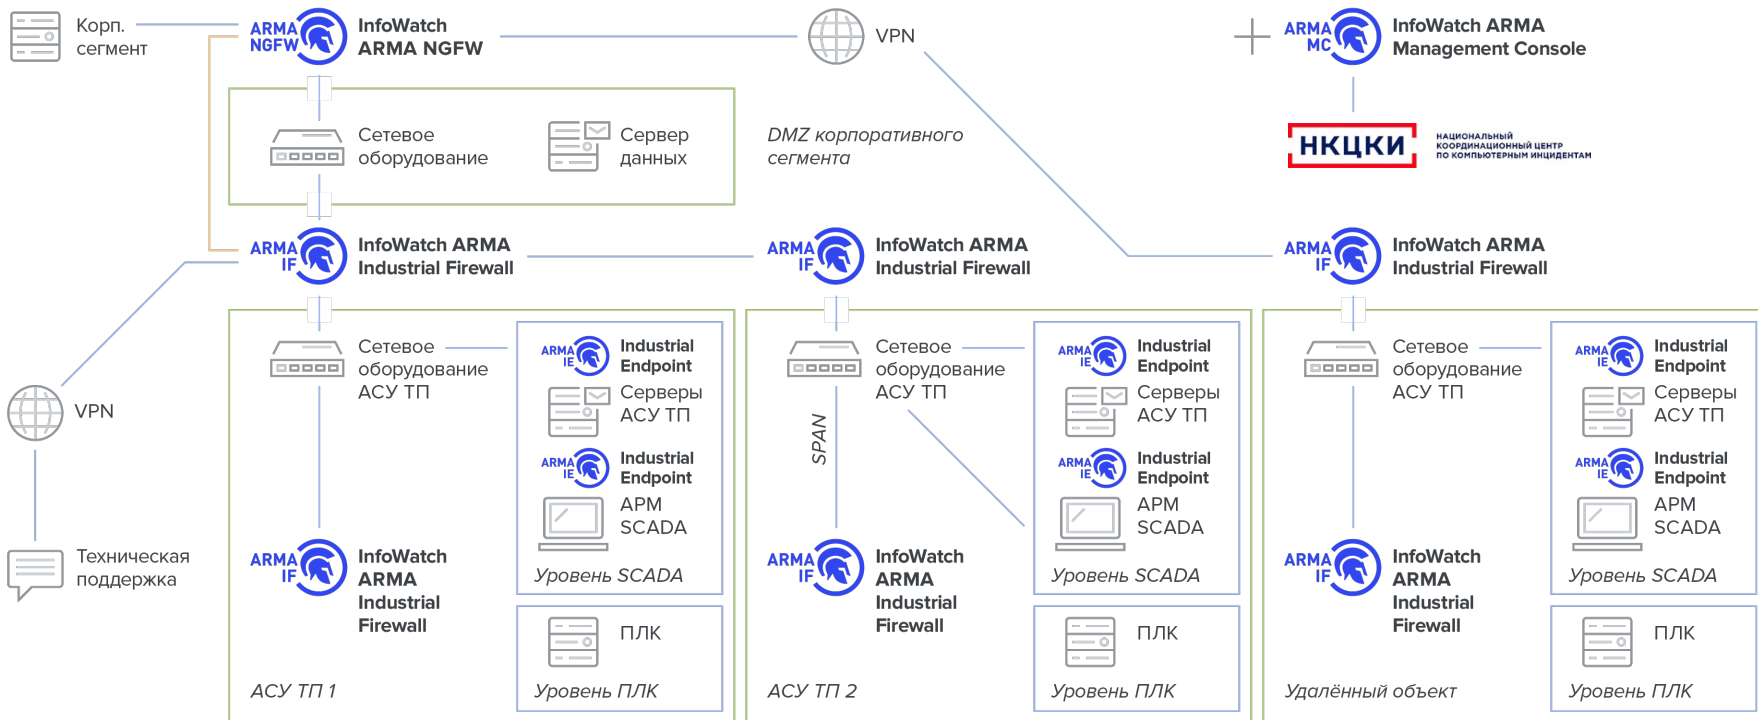 Корп.
сегмент
ARMA
NGFW
InfoWatch
ARMA NGFW
VPN
ARMA
MC
InfoWatch ARMA
Management Console
Сетевое
оборудование
Сервер
данных
DMZ корпоративного
сегмента
НКЦКИ
НАЦИОНАЛЬНЫЙ
КООРДИНАЦИОННЫЙ ЦЕНТР
ПО КОМПЬЮТЕРНЫМ ИНЦИДЕНТАМ
ARMA
IF
InfoWatch ARMA
Industrial Firewall
ARMA
IF
InfoWatch ARMA
Industrial Firewall
ARMA
IF
InfoWatch ARMA
Industrial Firewall
VPN
Техническая
поддержка
Сетевое
оборудование
АСУ ТП
ARMA
IE
Industrial
Endpoint
Серверы
АСУ ТП
ARMA
IE
Industrial
Endpoint
АРМ
SCADA
Уровень SCADA
ARMA
IF
InfoWatch
ARMA
Industrial
Firewall
ПЛК
Уровень ПЛК
АСУ ТП 1
Сетевое
оборудование
АСУ ТП
SPAN
ARMA
IE
Industrial
Endpoint
Серверы
АСУ ТП
ARMA
IE
Industrial
Endpoint
АРМ
SCADA
Уровень SCADA
ARMA
IF
InfoWatch
ARMA
Industrial
Firewall
ПЛК
Уровень ПЛК
АСУ ТП 2
Сетевое
оборудование
АСУ ТП
ARMA
IE
Industrial
Endpoint
Серверы
АСУ ТП
ARMA
IE
Industrial
Endpoint
АРМ
SCADA
Уровень SCADA
ARMA
IF
InfoWatch
ARMA
Industrial
Firewall
ПЛК
Уровень ПЛК
Удалённый объект